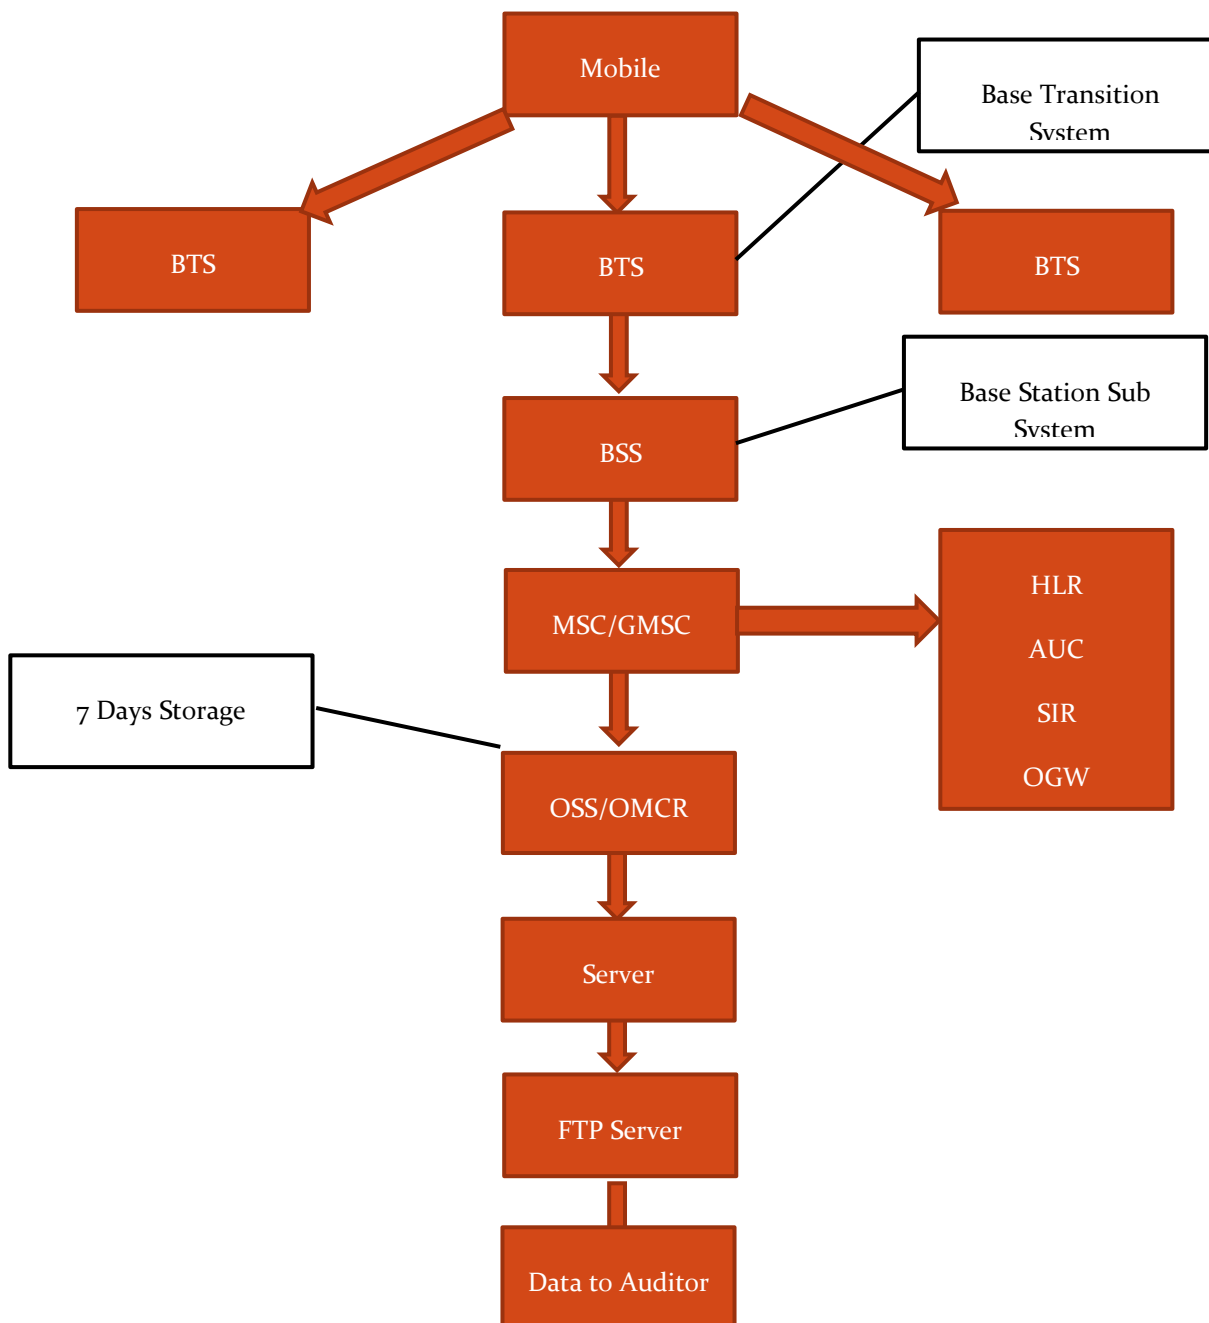 Mobile
Base Transition
System
BTS
BTS
BTS
Base Station Sub
System
BSS
HLR
MSC/GMSC
AUC
7 Days Storage
SIR
OGW
OSS/OMCR
Server
FTP Server
Data to Auditor